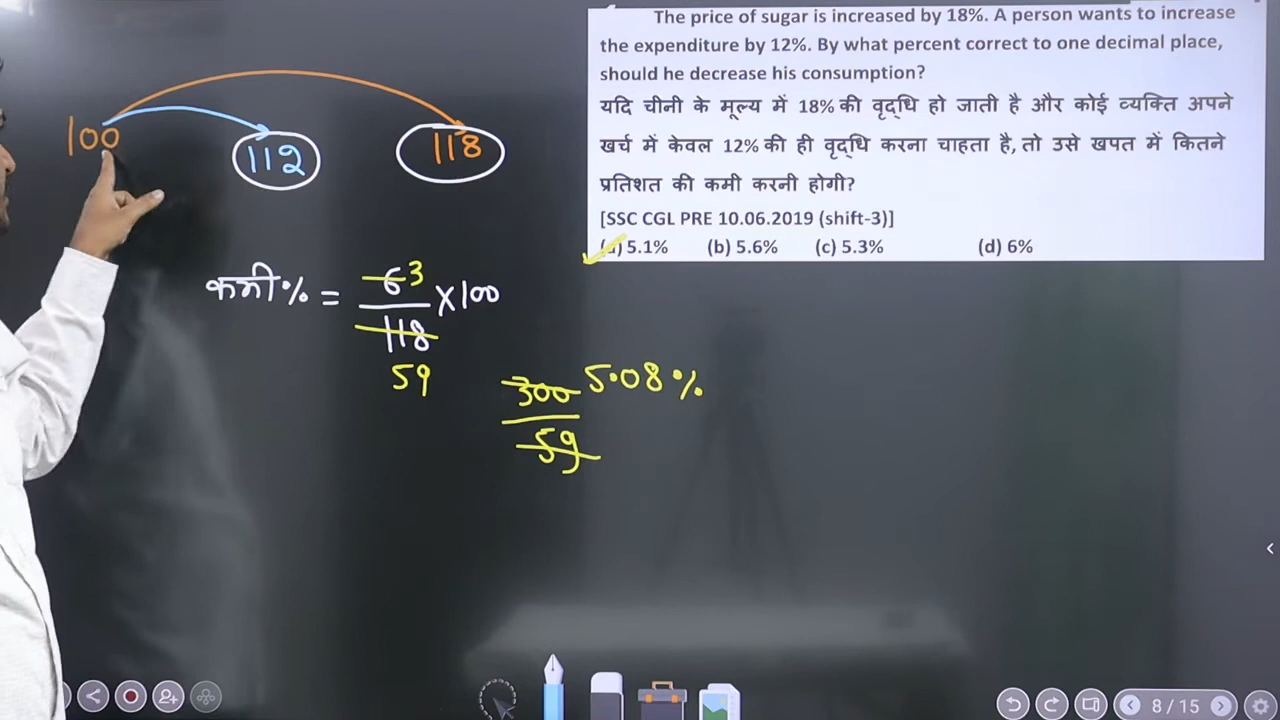 The price of sugar is increased by 18%. A person wants to increase
the expenditure by 12%. By what percent correct to one decimal place,
should he decrease his consumption?
यदि चीनी के मूल्य में 18% की वृद्धि हो जाती है और कोई व्यक्ति अपने
खर्च में केवल 12% की ही वृद्धि करना चाहता है, तो उसे खपत में कितने
प्रतिशत की कमी करनी होगी?
[SSC CGL PRE 10.06.2019 (shift-3)]
(a) 5.1% (b) 5.6% (c) 5.3% (d) 6%
100 112 118
कमी % = 6 3 × 100
118
59
300 5.08%
59
8 / 15